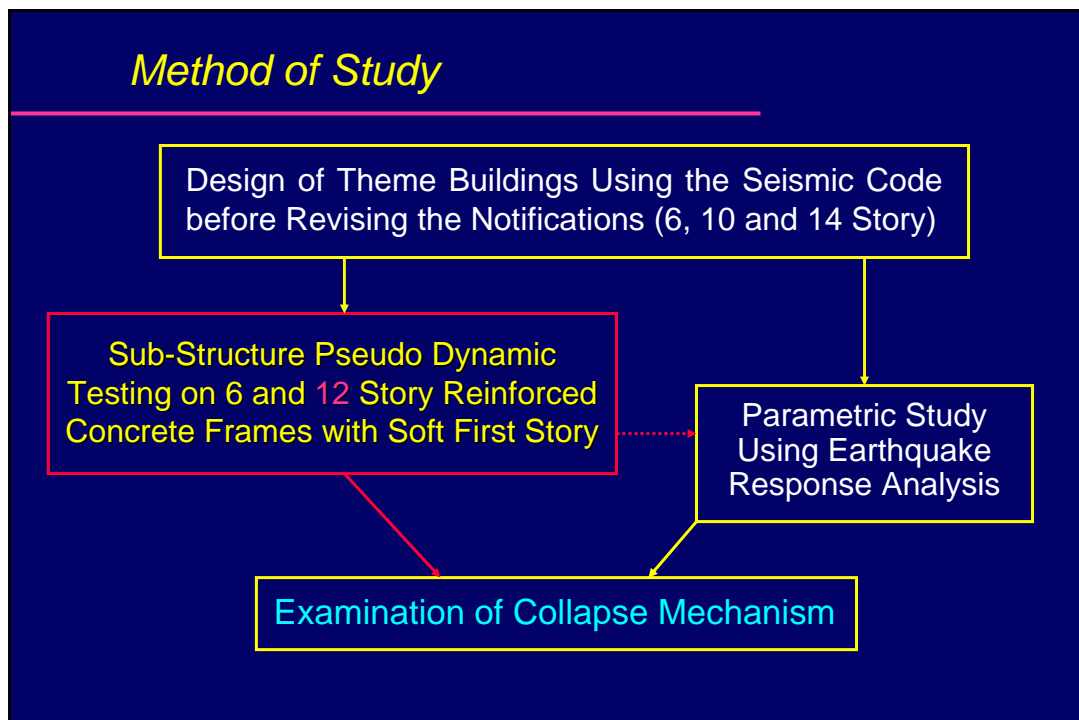 Method of Study
Design of Theme Buildings Using the Seismic Code
before Revising the Notifications (6, 10 and 14 Story)
Sub-Structure Pseudo Dynamic
Testing on 6 and 12 Story Reinforced
Concrete Frames with Soft First Story
Parametric Study
Using Earthquake
Response Analysis
Examination of Collapse Mechanism